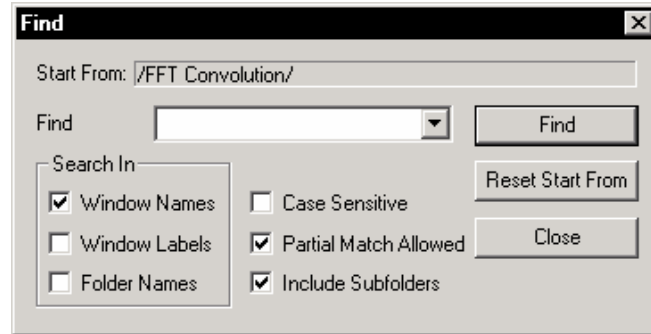 Find
Start From: /FFT Convolution/
Find
Find
Search In
Window Names
Window Labels
Folder Names
Case Sensitive
Partial Match Allowed
Include Subfolders
Reset Start From
Close